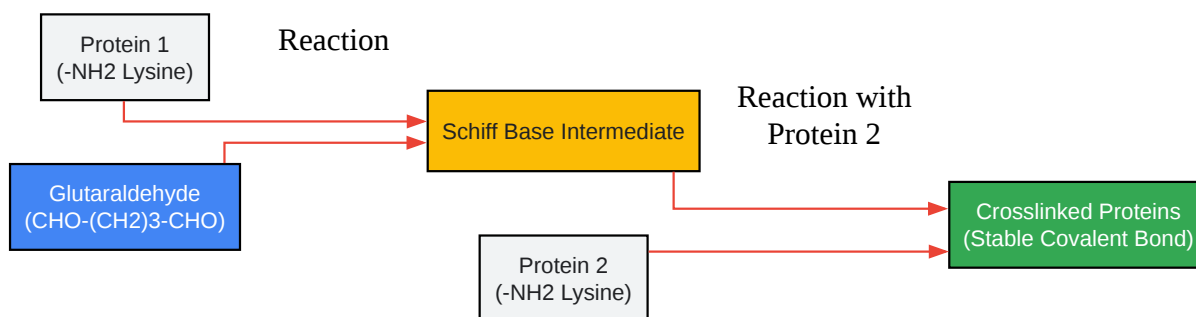 Protein 1
(-NH2 Lysine)
Reaction
Glutaraldehyde
(CHO-(CH2)3-CHO)
Schiff Base Intermediate
Reaction with
Protein 2
Protein 2
(-NH2 Lysine)
Crosslinked Proteins
(Stable Covalent Bond)